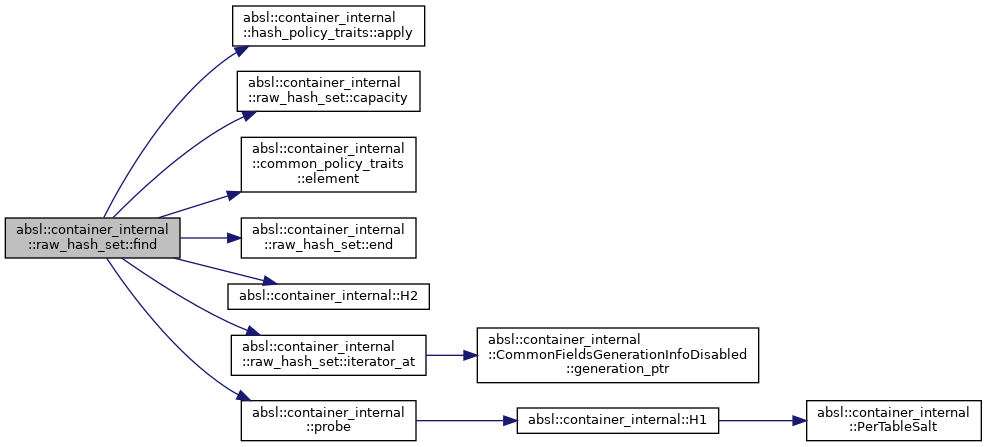 absl::container_internal
::hash_policy_traits::apply
absl::container_internal
::raw_hash_set::capacity
absl::container_internal
::common_policy_traits
::element
absl::container_internal
::raw_hash_set::find
absl::container_internal
::raw_hash_set::end
absl::container_internal::H2
absl::container_internal
::raw_hash_set::iterator_at
absl::container_internal
::CommonFieldsGenerationInfoDisabled
::generation_ptr
absl::container_internal
::probe
absl::container_internal::H1
absl::container_internal
::PerTableSalt